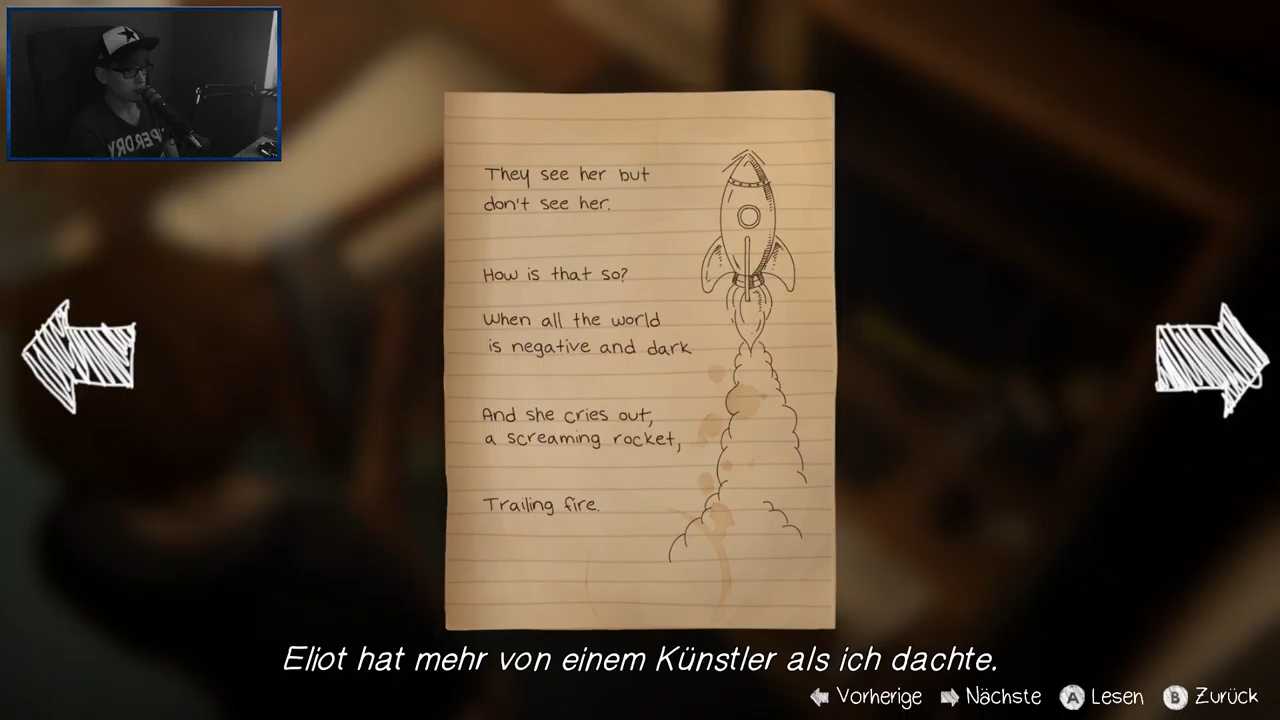 They see her but
don't see her.
How is that so?
When all the world
is negative and dark
And she cries out,
a screaming rocket,
Trailing fire.
Eliot hat mehr von einem Künstler als ich dachte.
Vorherige Nächste A Lesen B Zurück